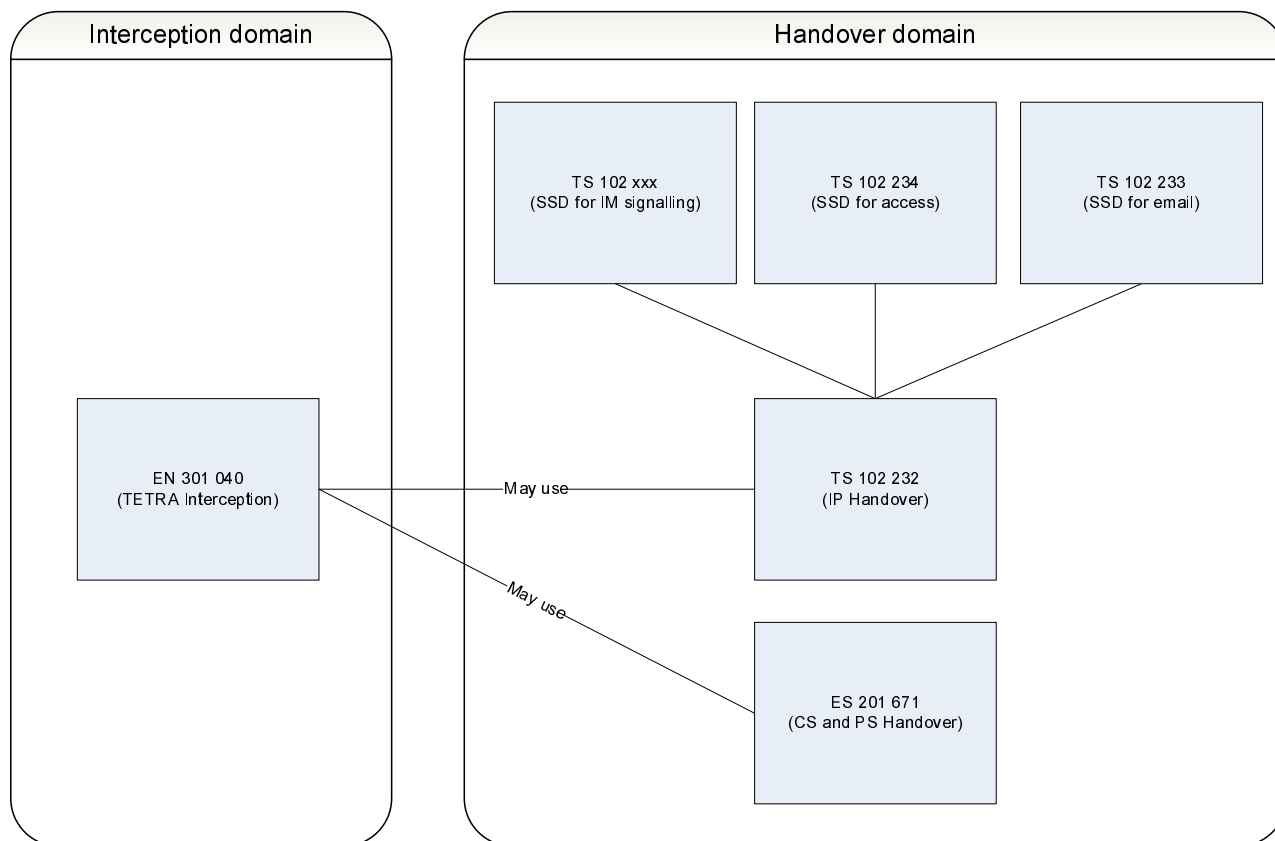 Interception domain
Handover domain
TS 102 xxx
(SSD for IM signalling)
TS 102 234
(SSD for access)
TS 102 233
(SSD for email)
EN 301 040
(TETRA Interception)
May use
TS 102 232
(IP Handover)
May use
ES 201 671
(CS and PS Handover)